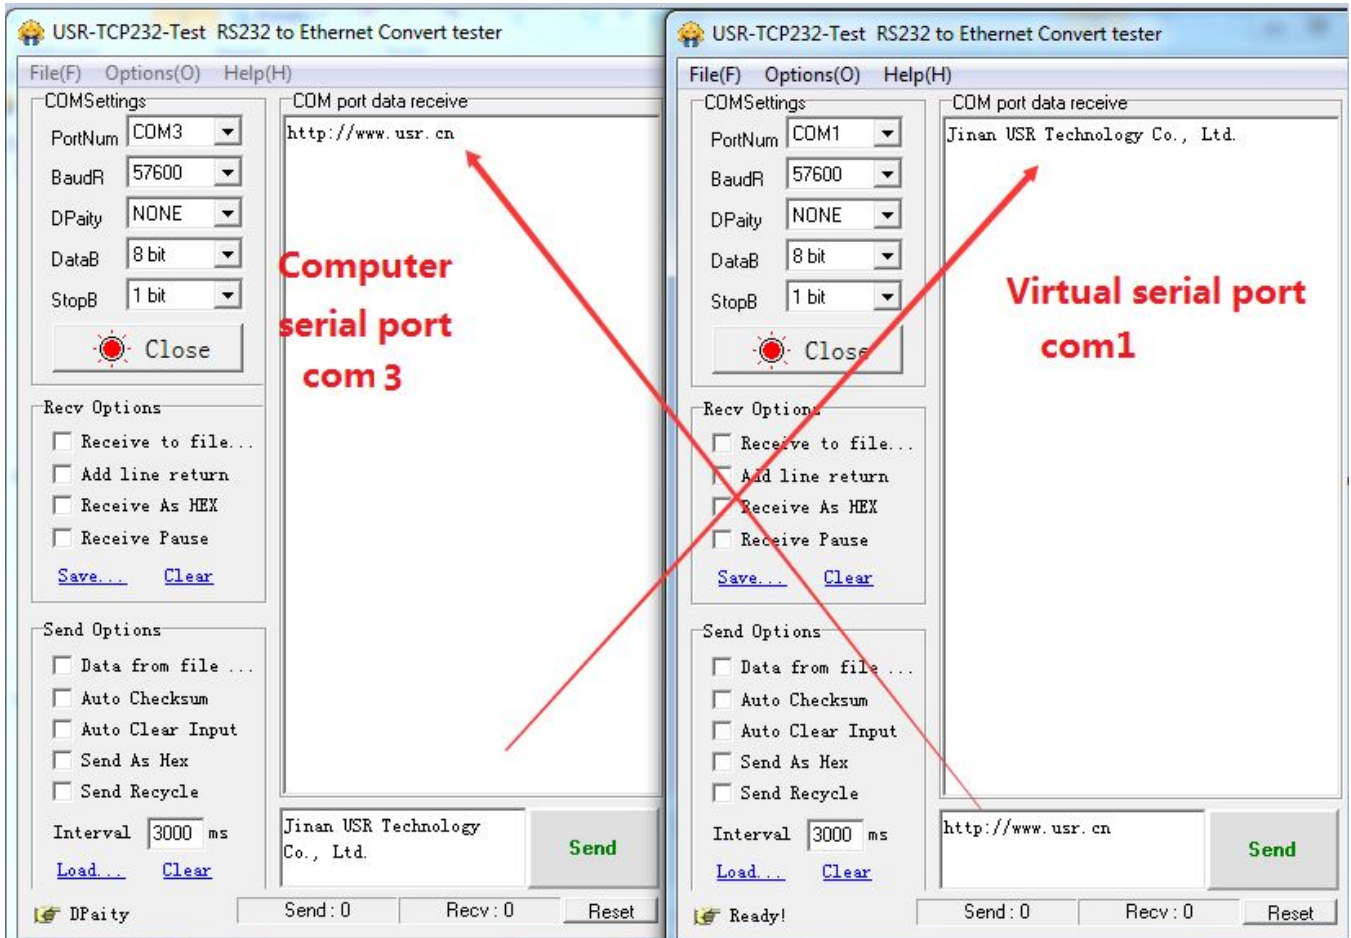 USR-TCP232-Test RS232 to Ethernet Convert tester
File(F) Options(O) Help(H)
COMSettings
PortNum COM3
BaudR 57600
DPaity NONE
DataB 8 bit
StopB 1 bit
Close
Recv Options
Receive to file...
Add line return
Receive As HEX
Receive Pause
Save... Clear
Send Options
Data from file ...
Auto Checksum
Auto Clear Input
Send As Hex
Send Recycle
Interval 3000 ms
Load... Clear
COM port data receive
http://www.usr.cn
Computer
serial port
com 3
Jinan USR Technology
Co., Ltd.
Send
DPaity
Send : 0
Recv : 0
Reset
USR-TCP232-Test RS232 to Ethernet Convert tester
File(F) Options(O) Help(H)
COMSettings
PortNum COM1
BaudR 57600
DPaity NONE
DataB 8 bit
StopB 1 bit
Close
Recv Options
Receive to file...
Add line return
Receive As HEX
Receive Pause
Save... Clear
Send Options
Data from file ...
Auto Checksum
Auto Clear Input
Send As Hex
Send Recycle
Interval 3000 ms
Load... Clear
COM port data receive
Jinan USR Technology Co., Ltd.
Virtual serial port
com1
http://www.usr.cn
Send
Ready!
Send : 0
Recv : 0
Reset